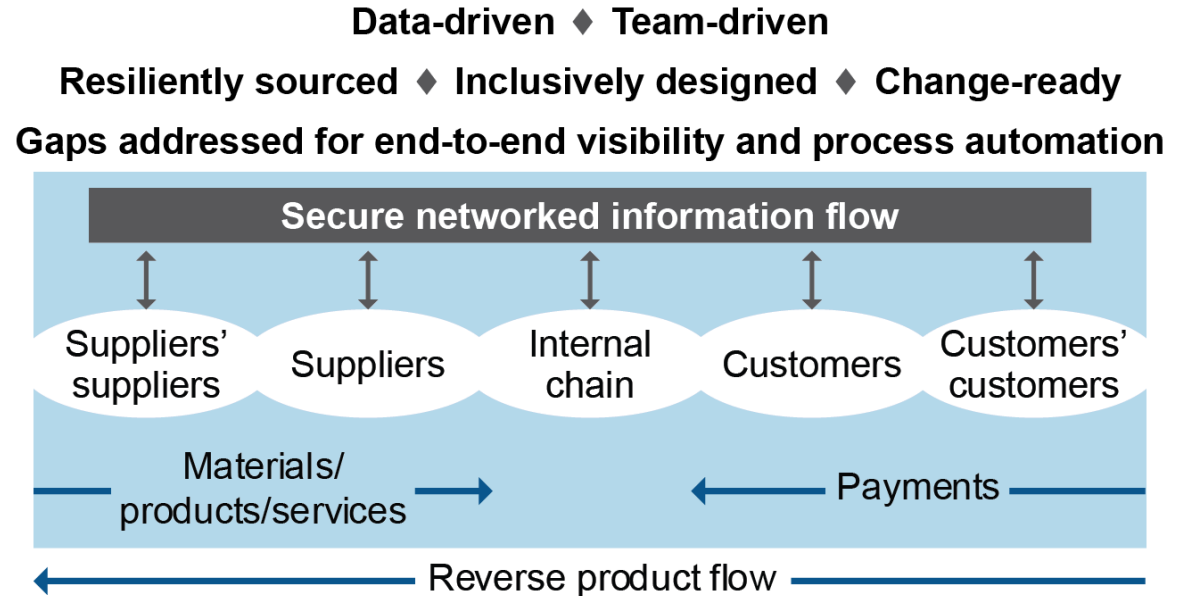 Data-driven ♦ Team-driven
Resiliently sourced ♦ Inclusively designed ♦ Change-ready
Gaps addressed for end-to-end visibility and process automation
Secure networked information flow
Suppliers’
suppliers
Suppliers
Internal
chain
Customers
Customers’
customers
Materials/
products/services
Payments
Reverse product flow